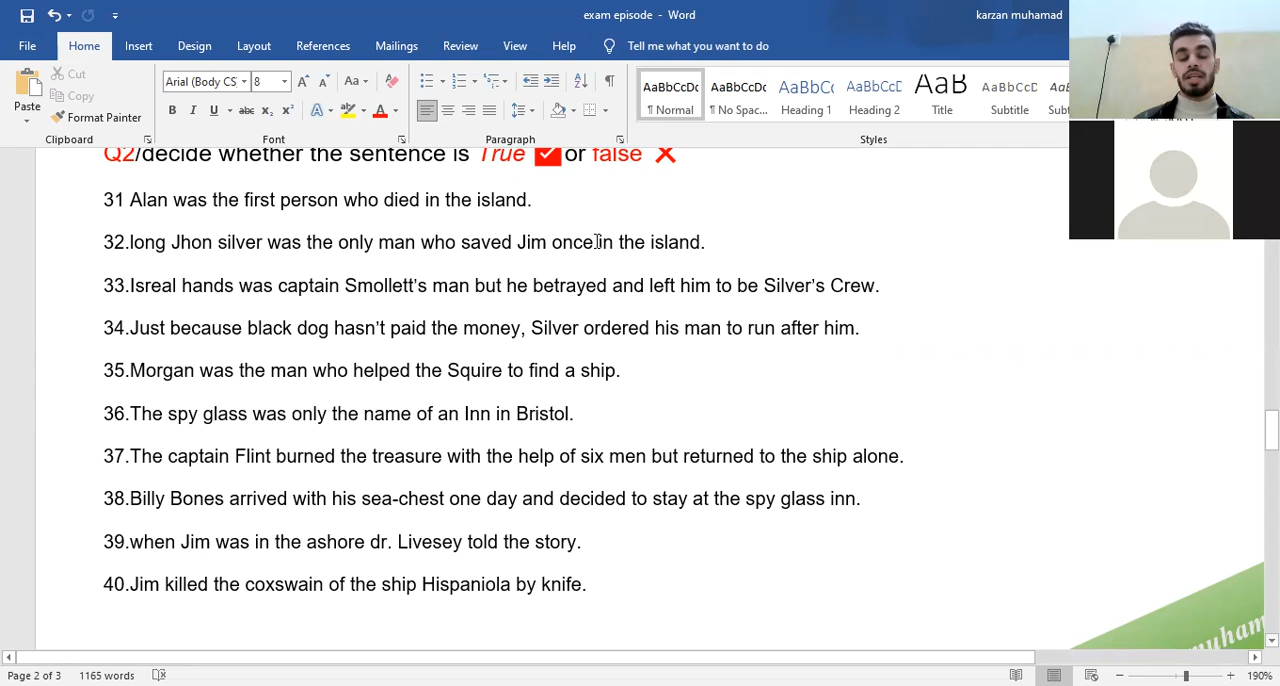 exam episode - Word
karzan muhamad
File Home Insert Design Layout References Mailings Review View Help Tell me what you want to do
Paste
Cut
Copy
Format Painter
Clipboard
Arial (Body CS) 8
Font
Paragraph
AaBbCcDc AaBbCcDc AaBbCc AaBbCcD AaB AaBbCcD
¶ Normal ¶ No Spac... Heading 1 Heading 2 Title Subtitle
Styles
Q2/decide whether the sentence is True or false
31 Alan was the first person who died in the island.
32.long Jhon silver was the only man who saved Jim once in the island.
33.Isreal hands was captain Smollett's man but he betrayed and left him to be Silver's Crew.
34.Just because black dog hasn't paid the money, Silver ordered his man to run after him.
35.Morgan was the man who helped the Squire to find a ship.
36.The spy glass was only the name of an Inn in Bristol.
37.The captain Flint burned the treasure with the help of six men but returned to the ship alone.
38.Billy Bones arrived with his sea-chest one day and decided to stay at the spy glass inn.
39.when Jim was in the ashore dr. Livesey told the story.
40.Jim killed the coxswain of the ship Hispaniola by knife.
Page 2 of 3 1165 words
190%